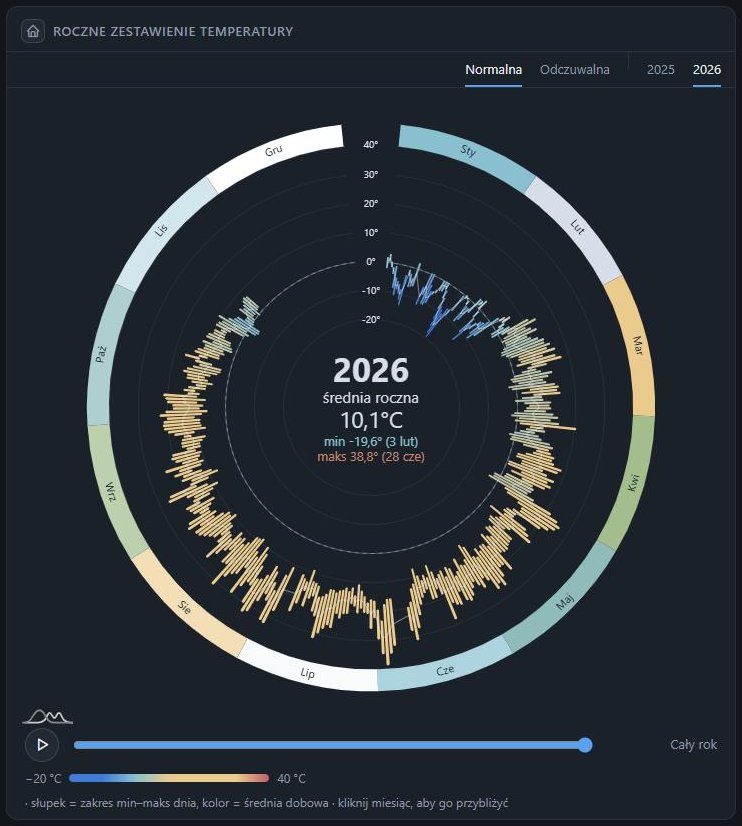 ROCZNE ZESTAWIENIE TEMPERATURY
Normalna Odczuwalna 2025 2026
Gru
Sty
40°
30°
20°
10°
0°
-10°
-20°
Lis
Lut
Paź
Mar
2026
średnia roczna
10,1°C
min -19,6° (3 lut)
maks 38,8° (28 cze)
Wrz
Kwi
Sie
Maj
Lip
Cze
Cały rok
−20 °C 40 °C
· słupek = zakres min–maks dnia, kolor = średnia dobowa · kliknij miesiąc, aby go przybliżyć